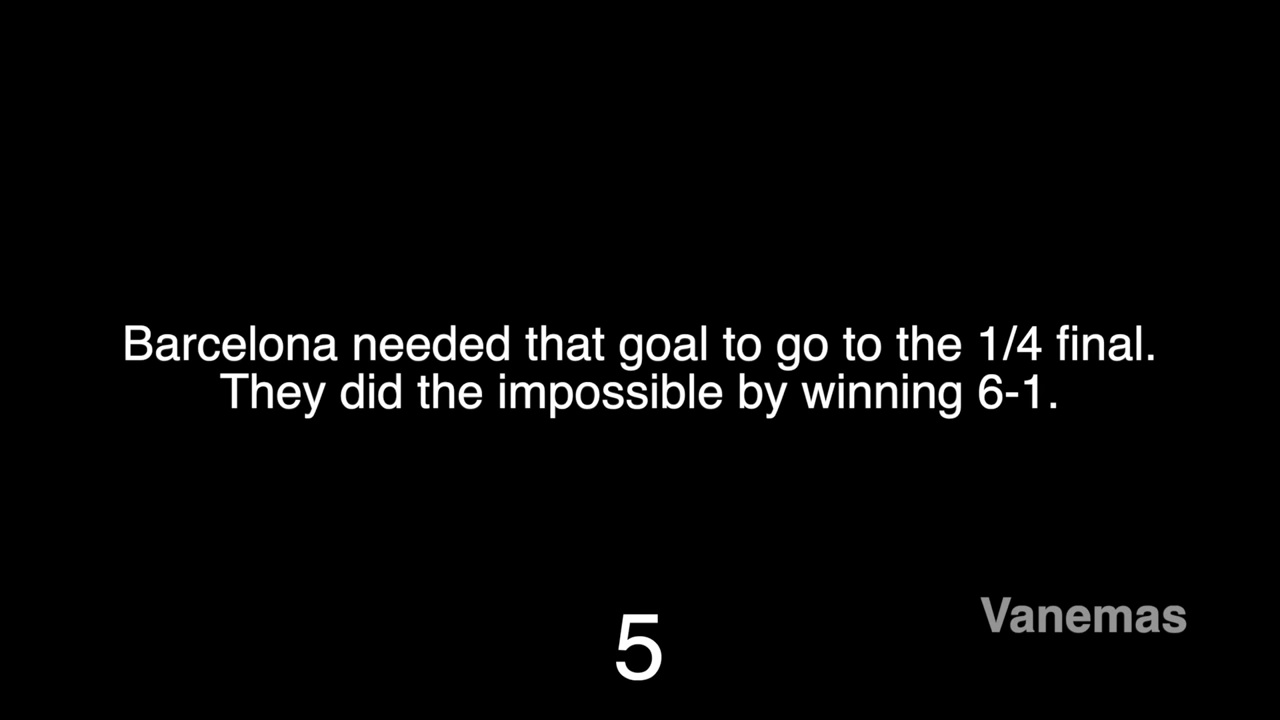 Barcelona needed that goal to go to the 1/4 final.
They did the impossible by winning 6-1.
Vanemas
5